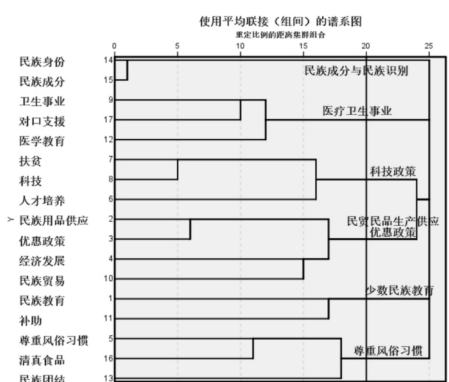 使用平均联接（组间）的谱系图
重定比例的距离集群组合
0 5 10 15 20 25
民族身份 14
民族成分与民族识别
民族成分 15
卫生事业 9
医疗卫生事业
对口支援 17
医学教育 12
扶贫 7
科技政策
科技 8
人才培养 6
Y 民族用品供应 2
民贸民品生产供应
优惠政策
优惠政策 3
经济发展 4
民族贸易 10
少数民族教育
民族教育 1
补助 11
尊重风俗习惯 5
尊重风俗习惯
清真食品 16
民族团结 13